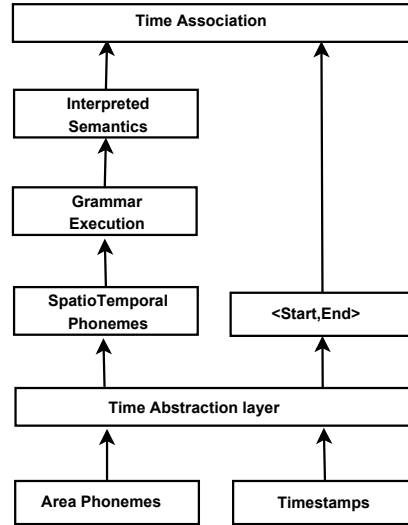 Time Association
Interpreted
Semantics
Grammar
Execution
SpatioTemporal
Phonemes
<Start,End>
Time Abstraction layer
Area Phonemes
Timestamps